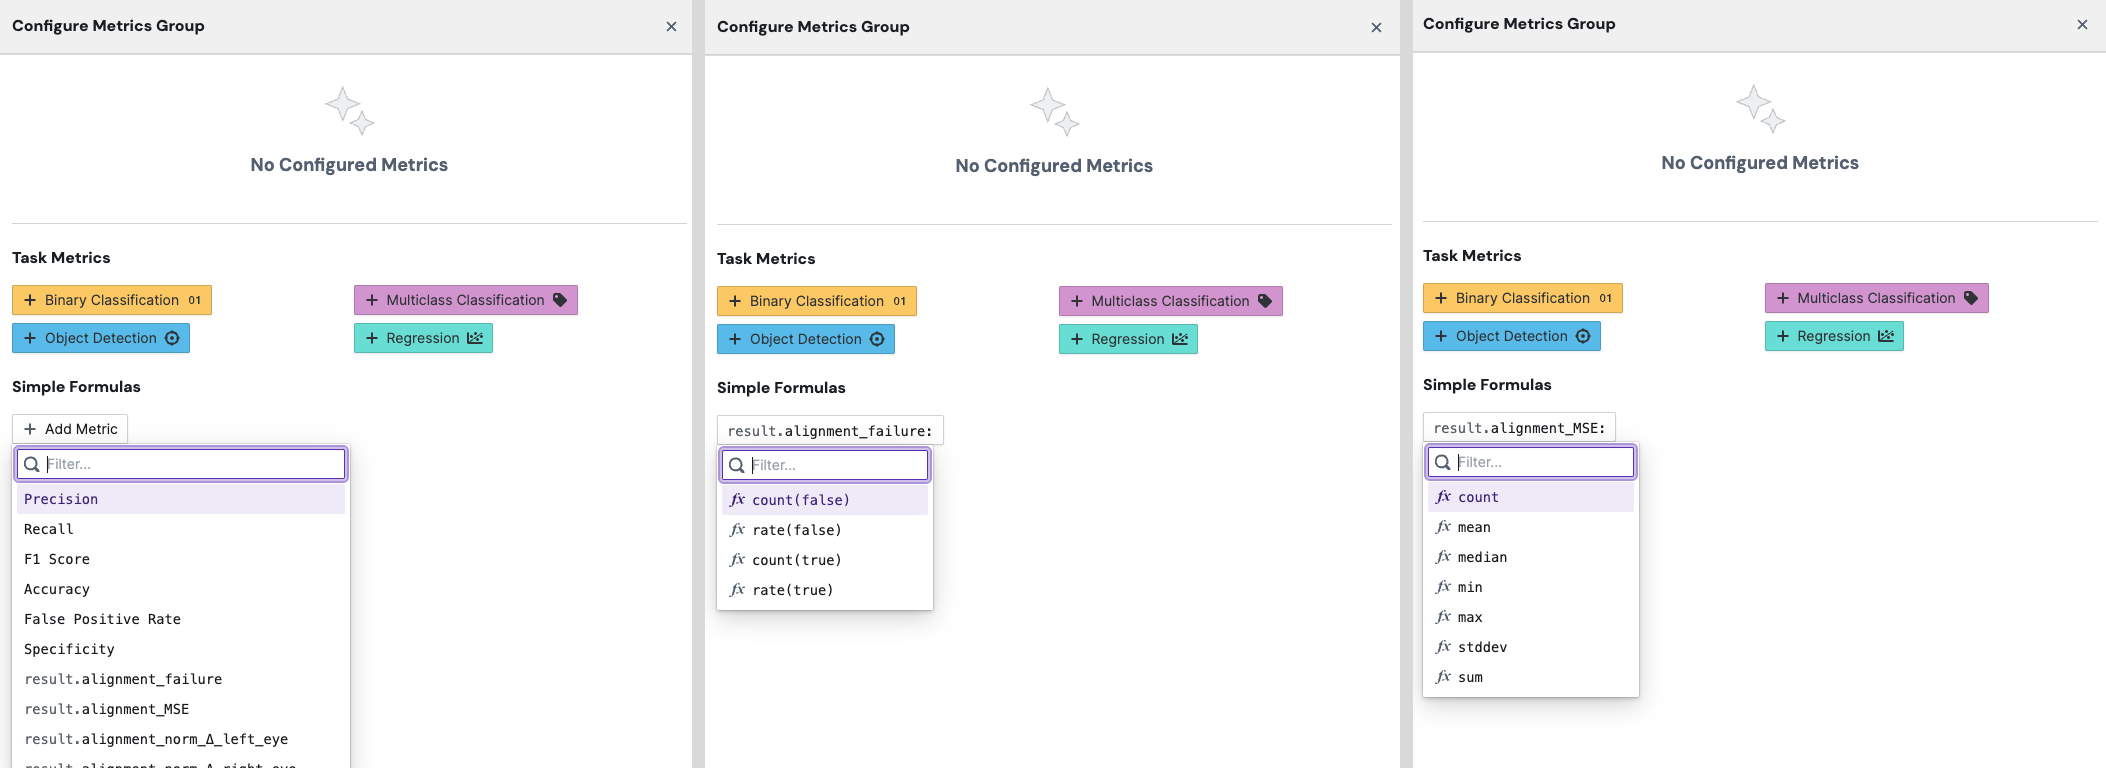 Configure Metrics Group
No Configured Metrics
Task Metrics
Binary Classification 01
Multiclass Classification
Object Detection
Regression
Simple Formulas
+ Add Metric
Filter...
Precision
Recall
F1 Score
Accuracy
False Positive Rate
Specificity
result.alignment_failure
result.alignment_MSE
result.alignment_norm_Δ_left_eye
result.alignment_norm_Δ_right_eye
Configure Metrics Group
No Configured Metrics
Task Metrics
Binary Classification 01
Multiclass Classification
Object Detection
Regression
Simple Formulas
result.alignment_failure:
Filter...
fx count(false)
fx rate(false)
fx count(true)
fx rate(true)
Configure Metrics Group
No Configured Metrics
Task Metrics
Binary Classification 01
Multiclass Classification
Object Detection
Regression
Simple Formulas
result.alignment_MSE:
Filter...
fx count
fx mean
fx median
fx min
fx max
fx stddev
fx sum